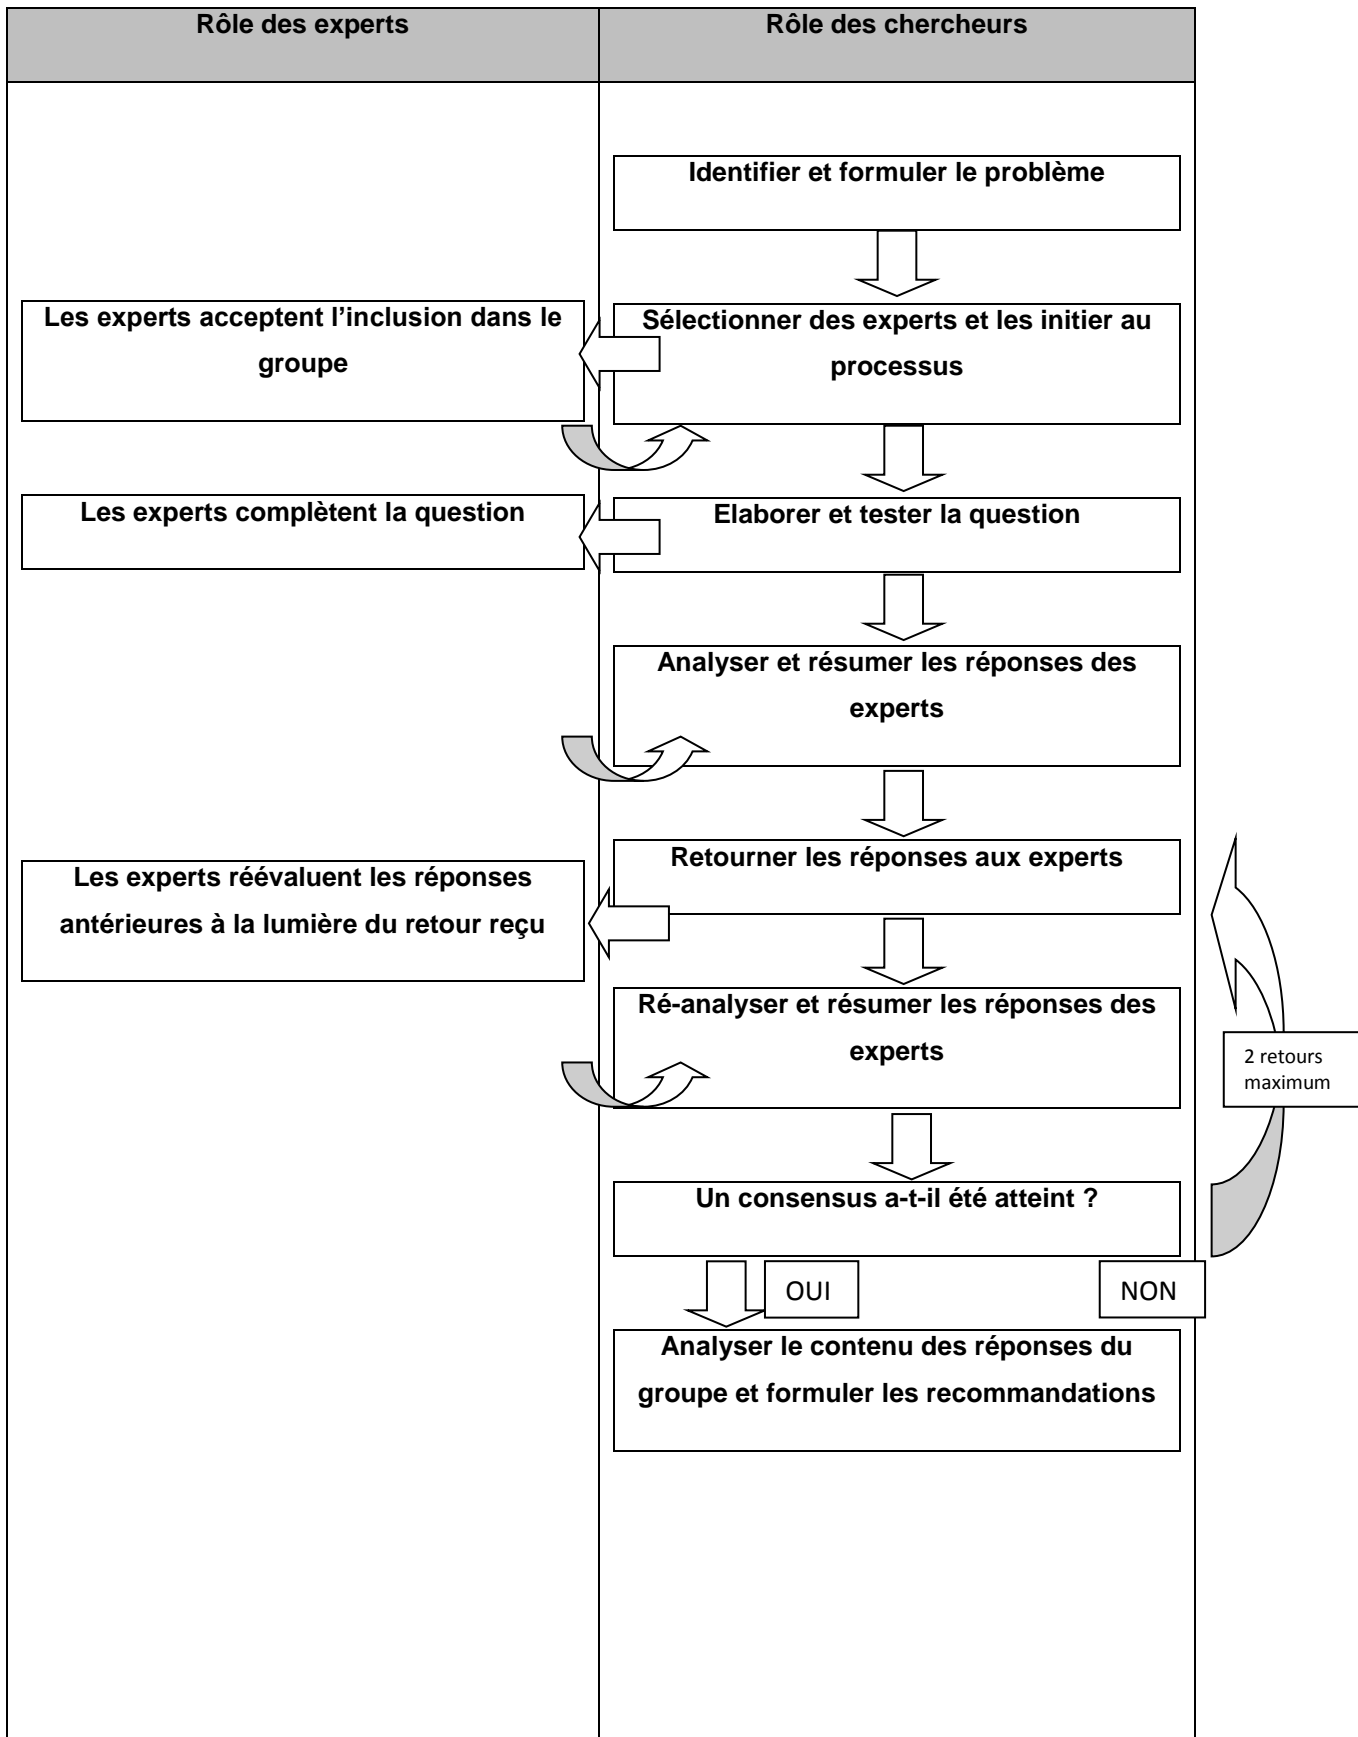 Rôle des experts
Rôle des chercheurs
Identifier et formuler le problème
Les experts acceptent l’inclusion dans le
groupe
Sélectionner des experts et les initier au
processus
Les experts complètent la question
Elaborer et tester la question
Analyser et résumer les réponses des
experts
Retourner les réponses aux experts
Les experts réévaluent les réponses
antérieures à la lumière du retour reçu
Ré-analyser et résumer les réponses des
experts
2 retours
maximum
Un consensus a-t-il été atteint ?
OUI
NON
Analyser le contenu des réponses du
groupe et formuler les recommandations